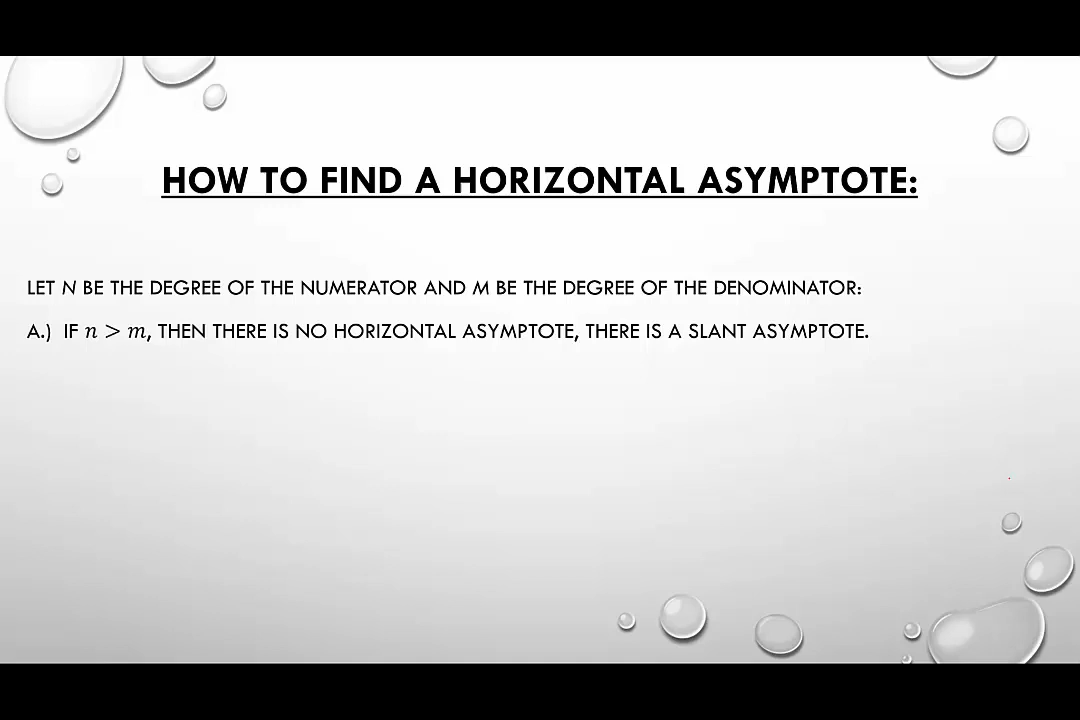 HOW TO FIND A HORIZONTAL ASYMPTOTE:
LET N BE THE DEGREE OF THE NUMERATOR AND M BE THE DEGREE OF THE DENOMINATOR:
A.) IF n > m, THEN THERE IS NO HORIZONTAL ASYMPTOTE, THERE IS A SLANT ASYMPTOTE.